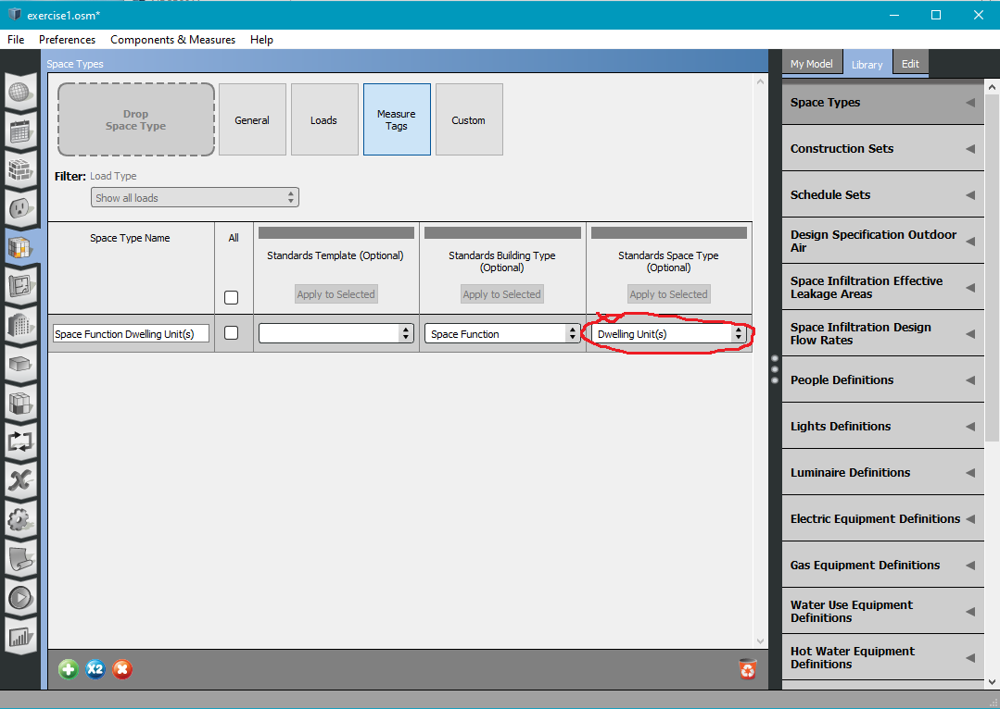 exercise1.osm*
File Preferences Components & Measures Help
Space Types
My Model Library Edit
Drop
Space Type
General
Loads
Measure
Tags
Custom
Filter: Load Type
Show all loads
Space Type Name
All
Standards Template (Optional)
Apply to Selected
Standards Building Type
(Optional)
Apply to Selected
Standards Space Type
(Optional)
Apply to Selected
Space Function Dwelling Unit(s)
Space Function
Dwelling Unit(s)
Space Types
Construction Sets
Schedule Sets
Design Specification Outdoor
Air
Space Infiltration Effective
Leakage Areas
Space Infiltration Design
Flow Rates
People Definitions
Lights Definitions
Luminaire Definitions
Electric Equipment Definitions
Gas Equipment Definitions
Water Use Equipment
Definitions
Hot Water Equipment
Definitions
X2